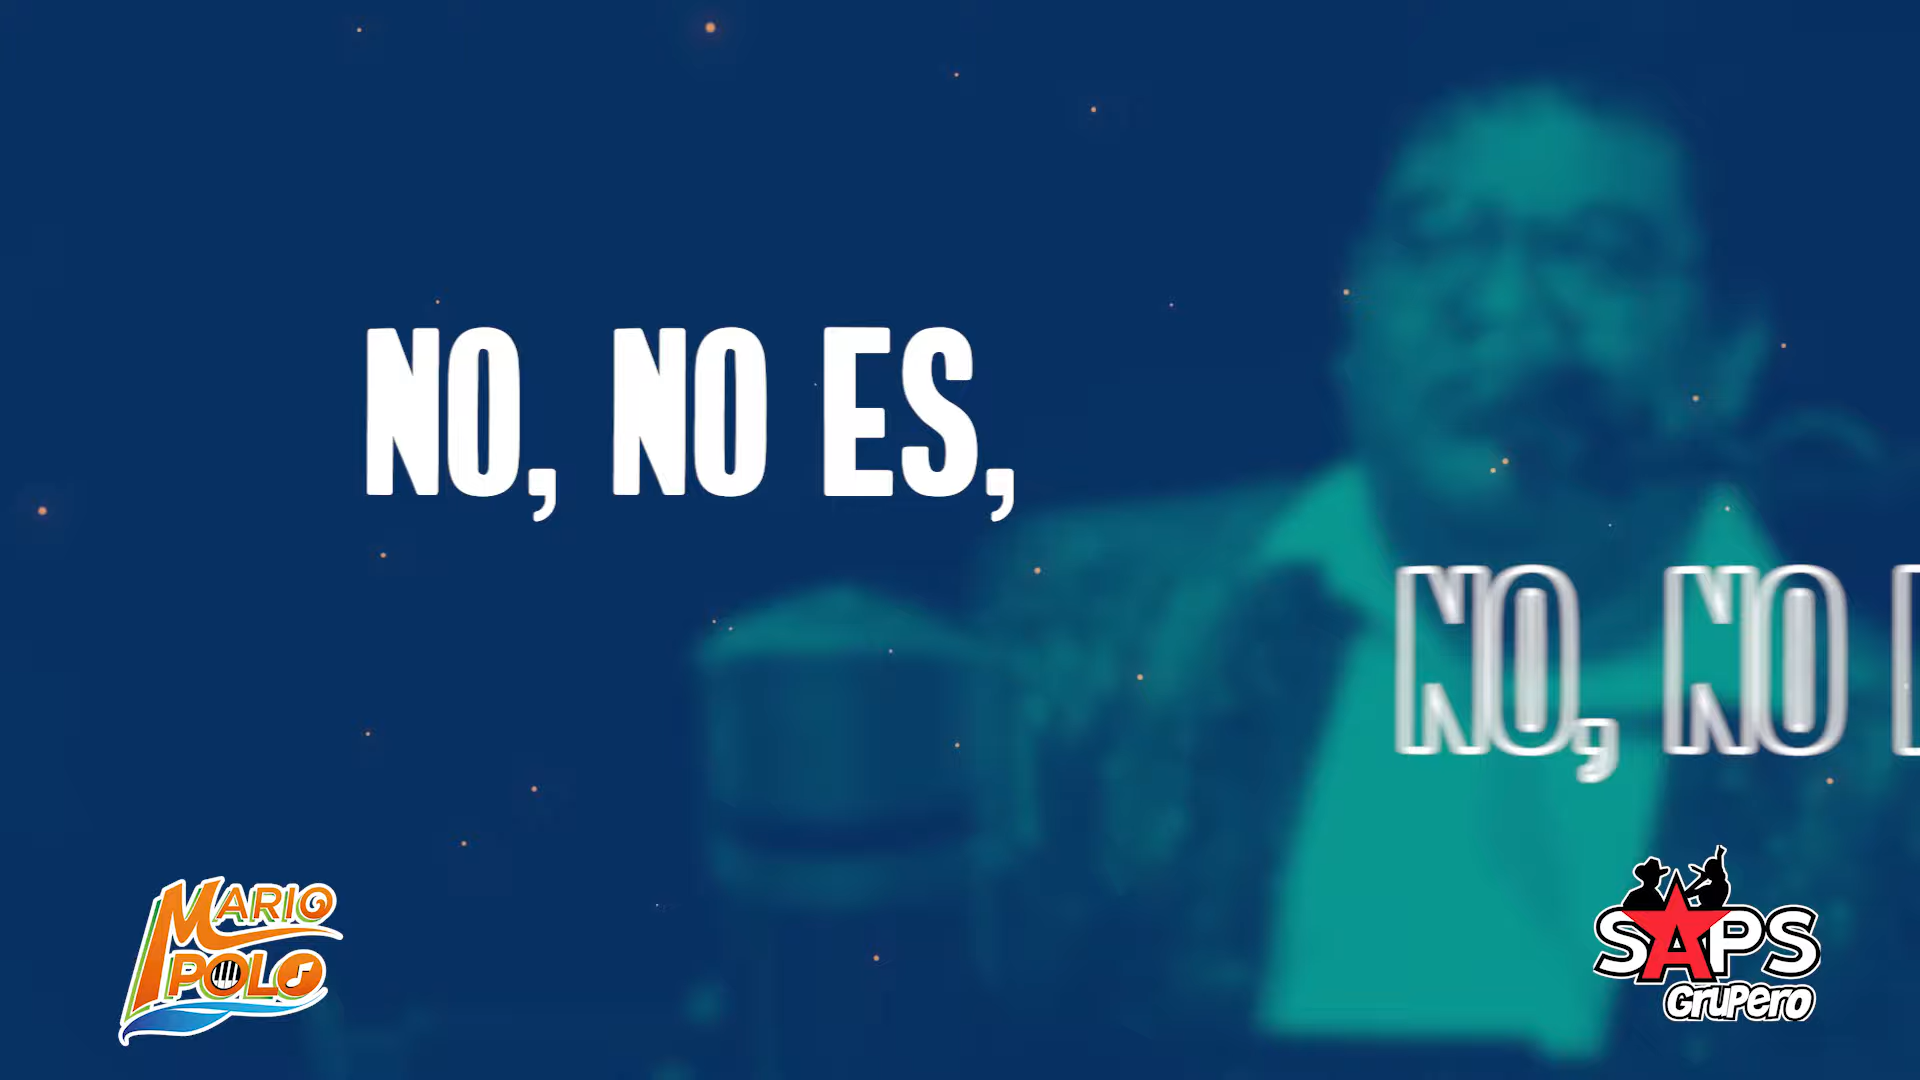 NO, NO ES,
NO, NO
MARIO
POLO
SAPS
GRUPERO